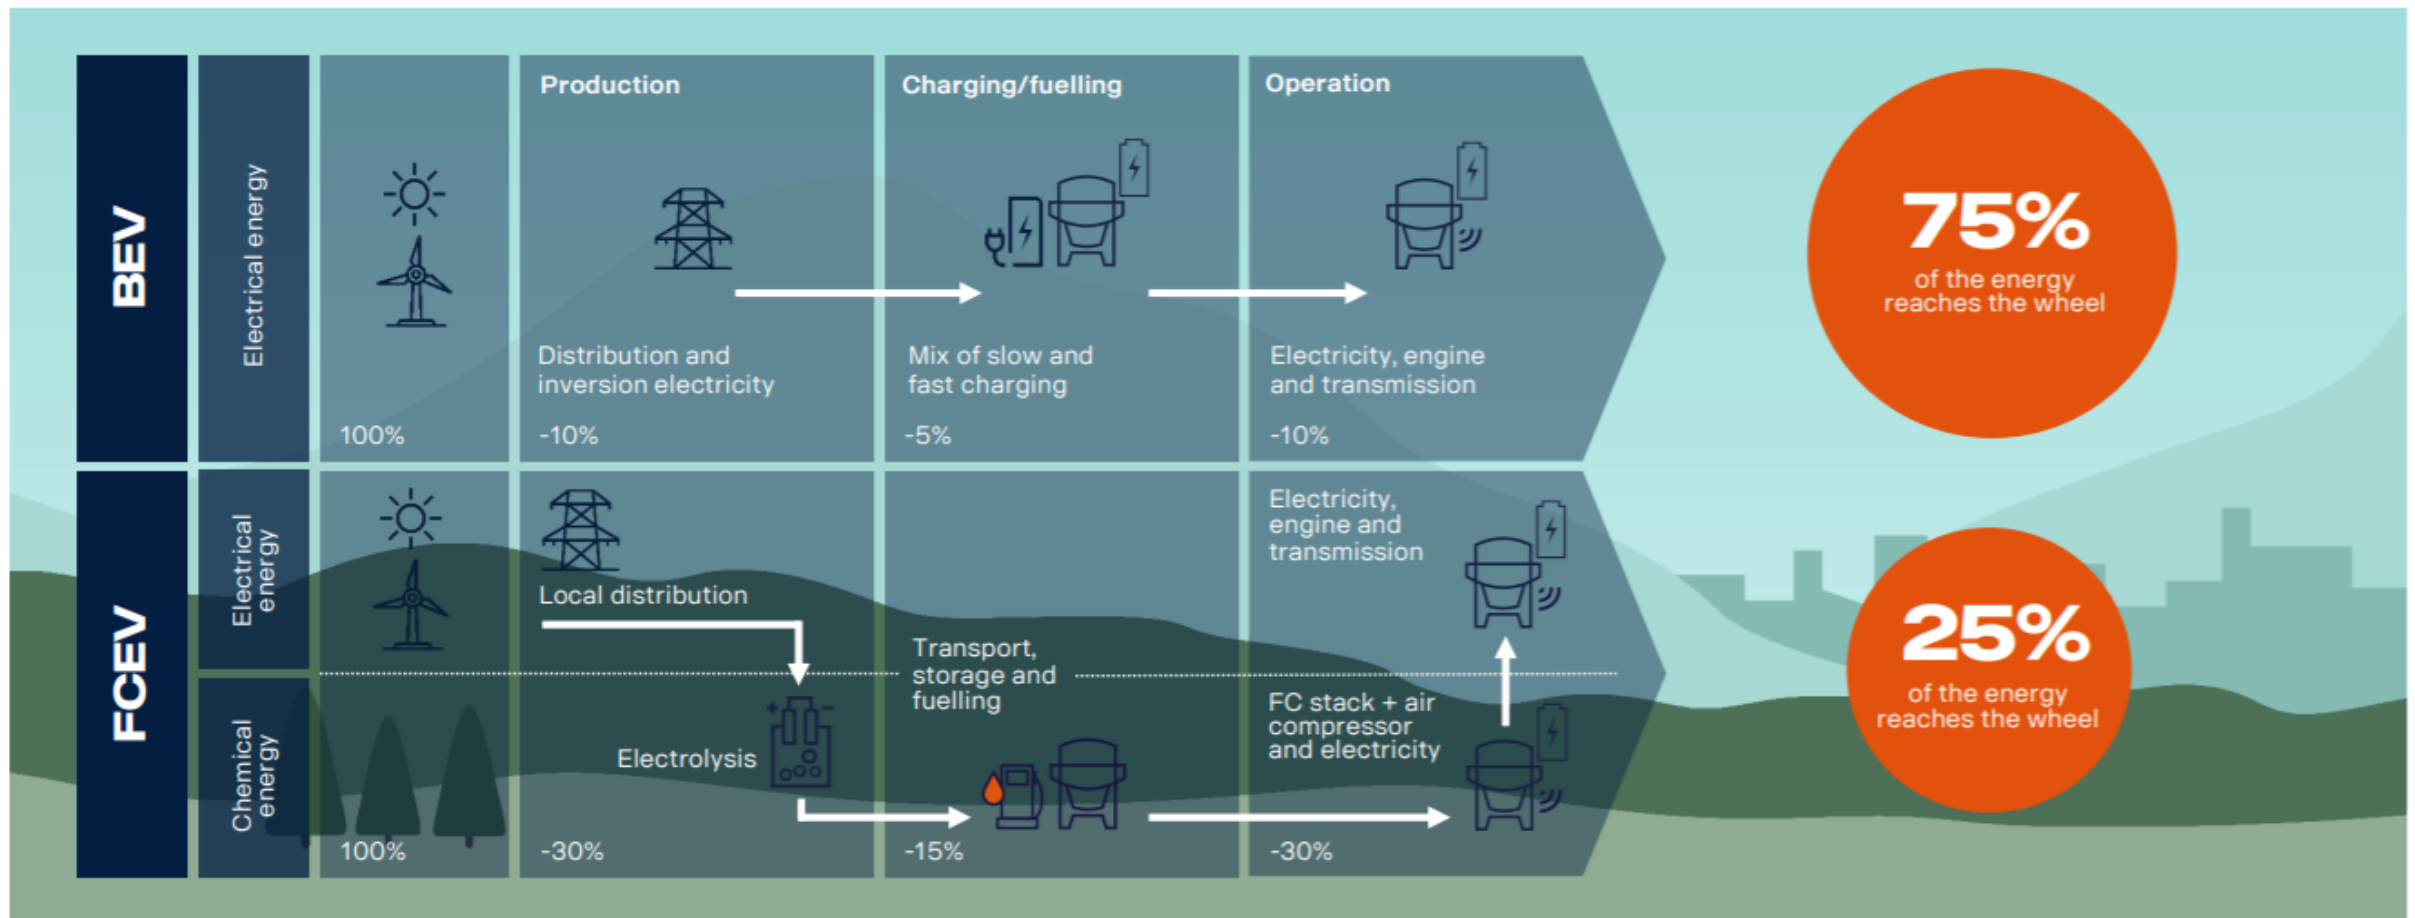 BEV
Electrical energy
100%
Production
Distribution and
inversion electricity
-10%
Charging/fuelling
Mix of slow and
fast charging
-5%
Operation
Electricity, engine
and transmission
-10%
75%
of the energy
reaches the wheel
FCEV
Electrical
energy
Chemical
energy
100%
Local distribution
Electrolysis
-30%
Transport,
storage and
fuelling
-15%
Electricity,
engine and
transmission
FC stack + air
compressor
and electricity
-30%
25%
of the energy
reaches the wheel